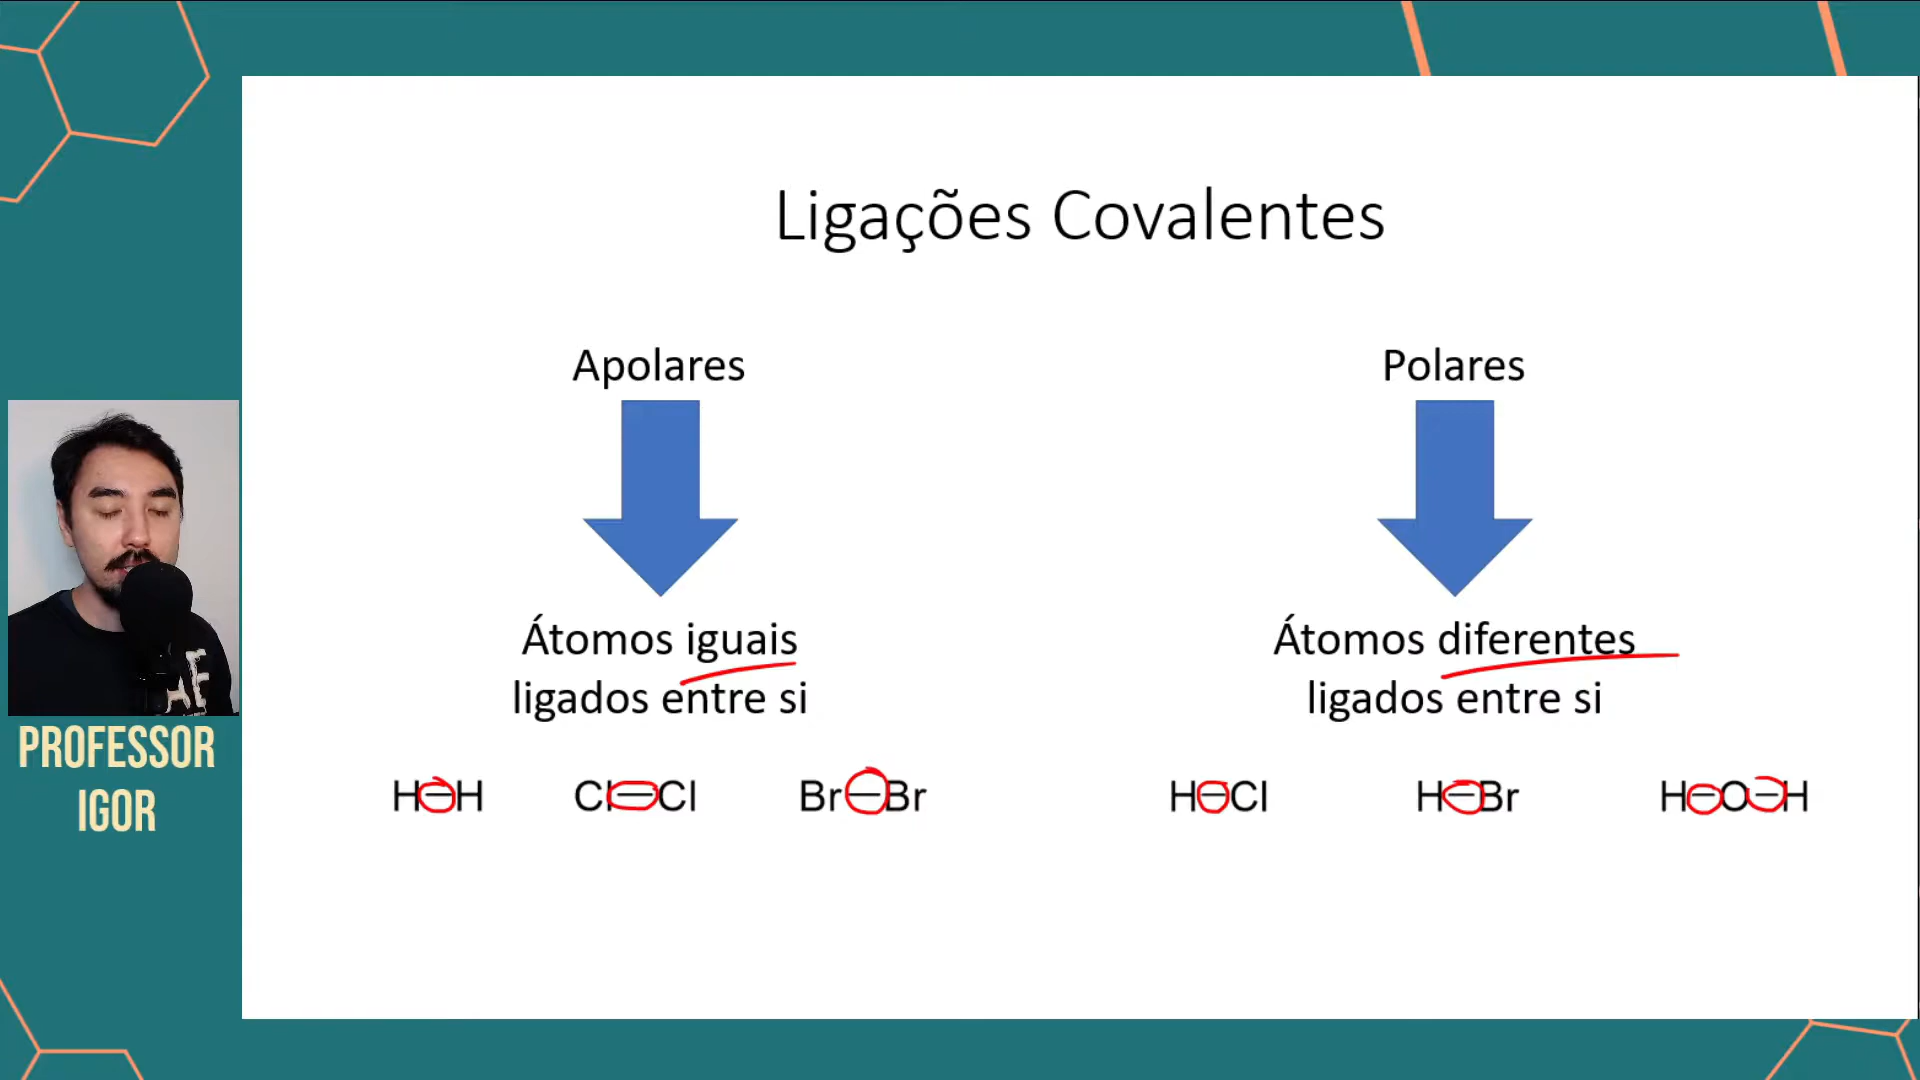 Ligações Covalentes
Apolares
Polares
Átomos iguais
ligados entre si
Átomos diferentes
ligados entre si
H–H
Cl–Cl
Br–Br
H–Cl
H–Br
H–O–H
PROFESSOR
IGOR